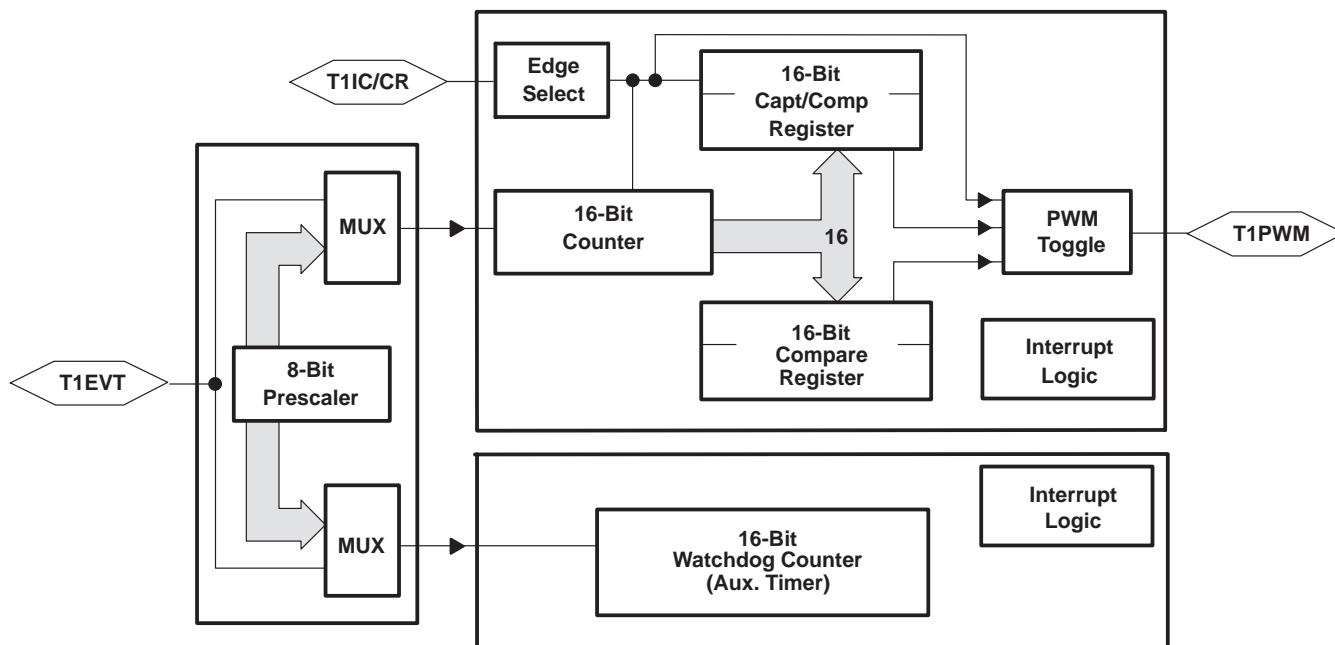 T1IC/CR
Edge
Select
16-Bit
Capt/Comp
Register
MUX
16-Bit
Counter
16
PWM
Toggle
T1PWM
T1EVT
8-Bit
Prescaler
16-Bit
Compare
Register
Interrupt
Logic
MUX
16-Bit
Watchdog Counter
(Aux. Timer)
Interrupt
Logic